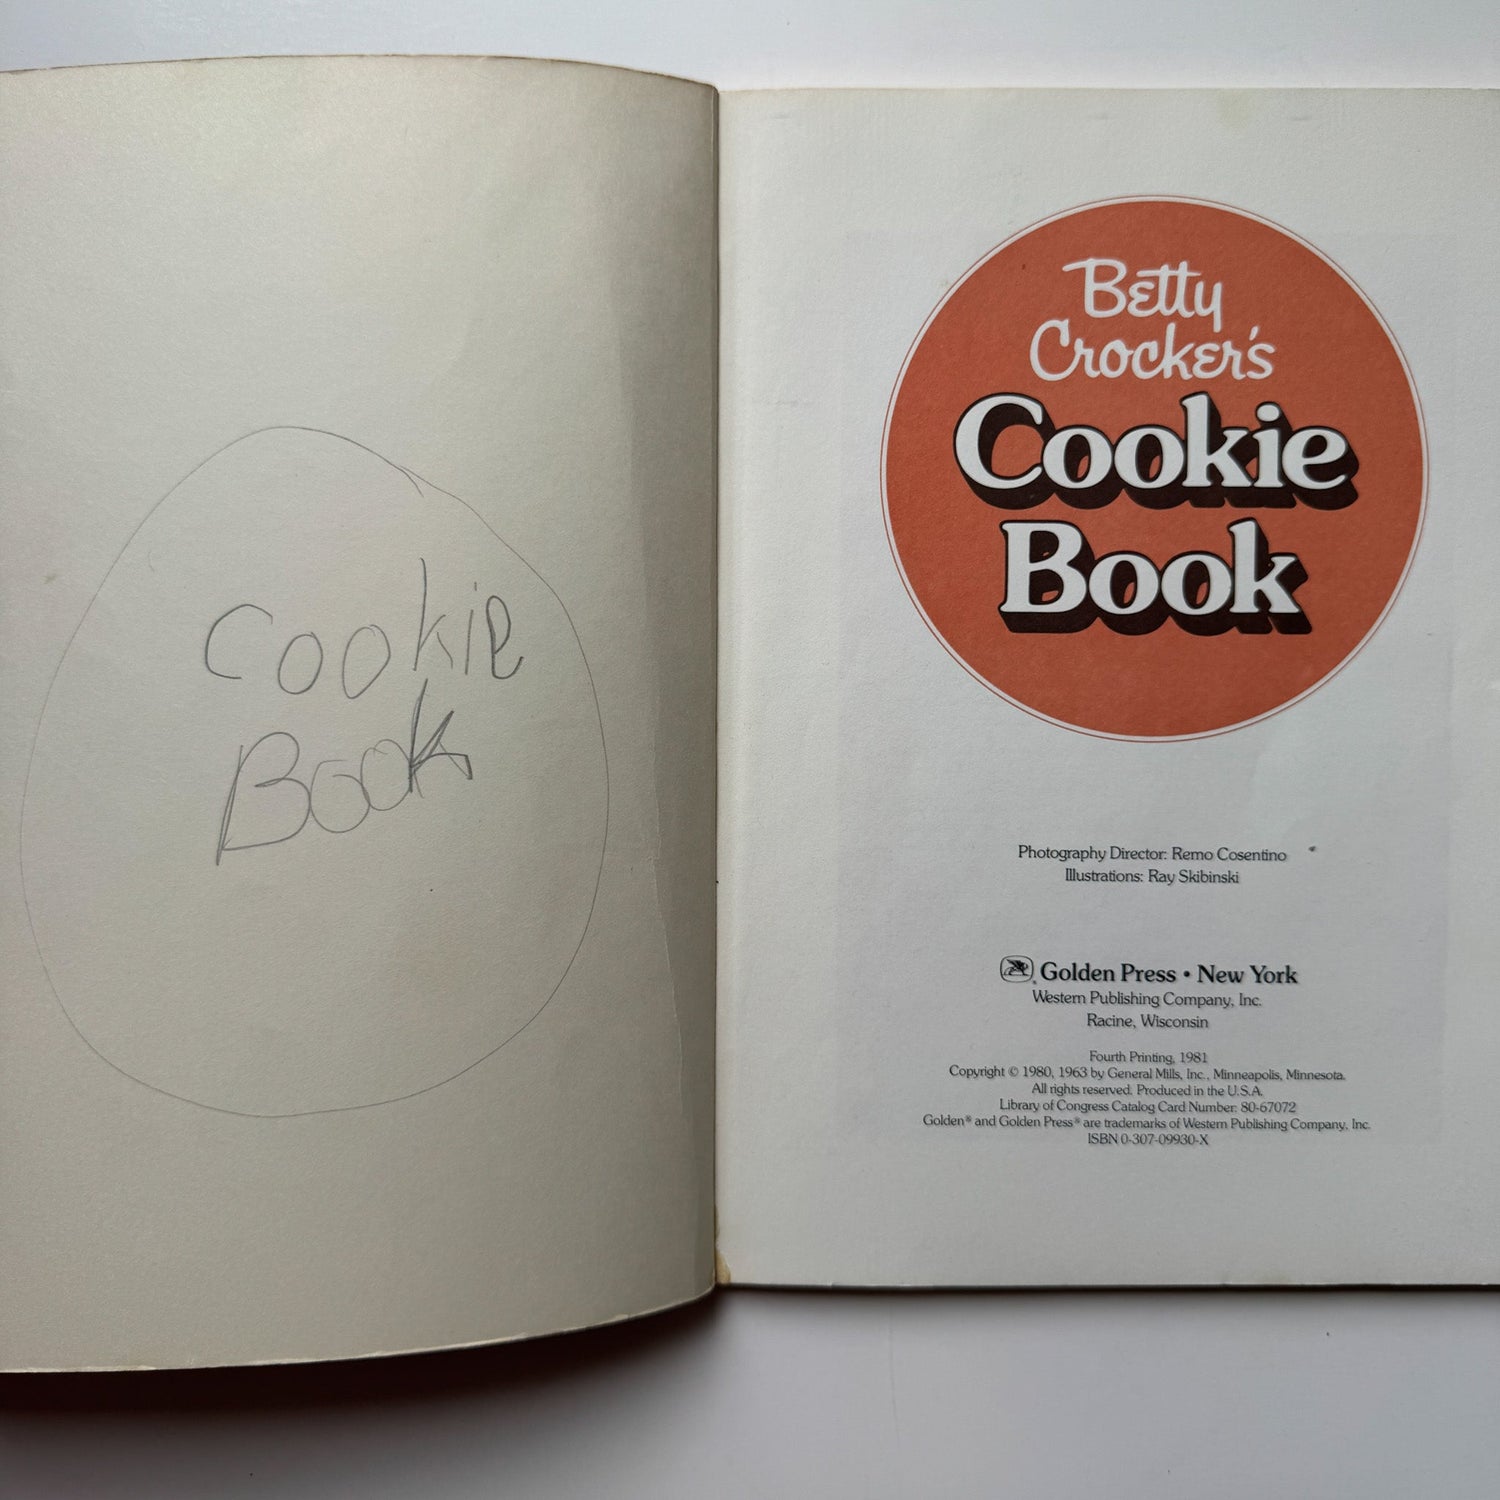 Cookie
Book
Betty
Crocker's
Cookie
Book
Photography Director: Remo Cosentino
Illustrations: Ray Skibinski
Golden Press • New York
Western Publishing Company, Inc.
Racine, Wisconsin
Fourth Printing, 1981
Copyright © 1980, 1963 by General Mills, Inc., Minneapolis, Minnesota.
All rights reserved. Produced in the U.S.A.
Library of Congress Catalog Card Number: 80-67072
Golden® and Golden Press® are trademarks of Western Publishing Company, Inc.
ISBN 0-307-09930-X